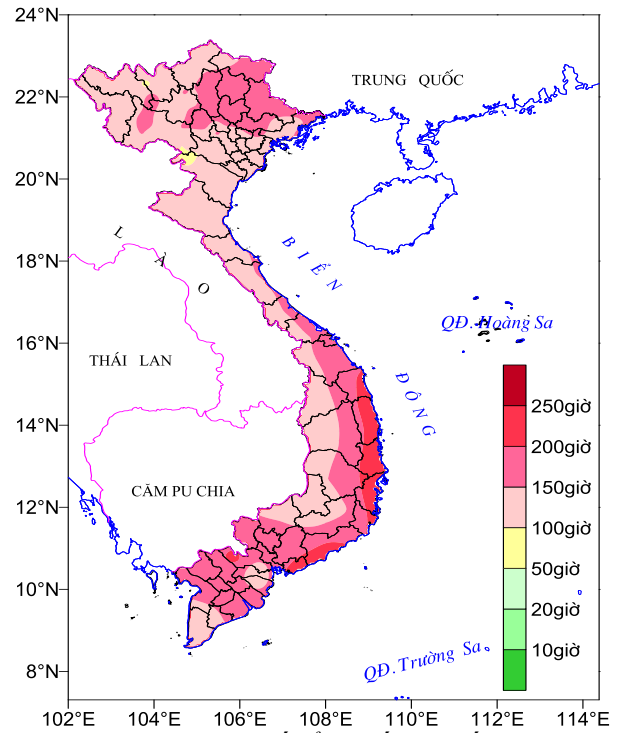 24°N
TRUNG QUỐC
22°N
20°N
18°N
LÀO
BIỂN
16°N
QĐ. Hoàng Sa
THÁI LAN
ĐÔNG
250giờ
14°N
200giờ
CĂM PU CHIA
150giờ
12°N
100giờ
50giờ
10°N
20giờ
10giờ
QĐ. Trường Sa
8°N
102°E 104°E 106°E 108°E 110°E 112°E 114°E